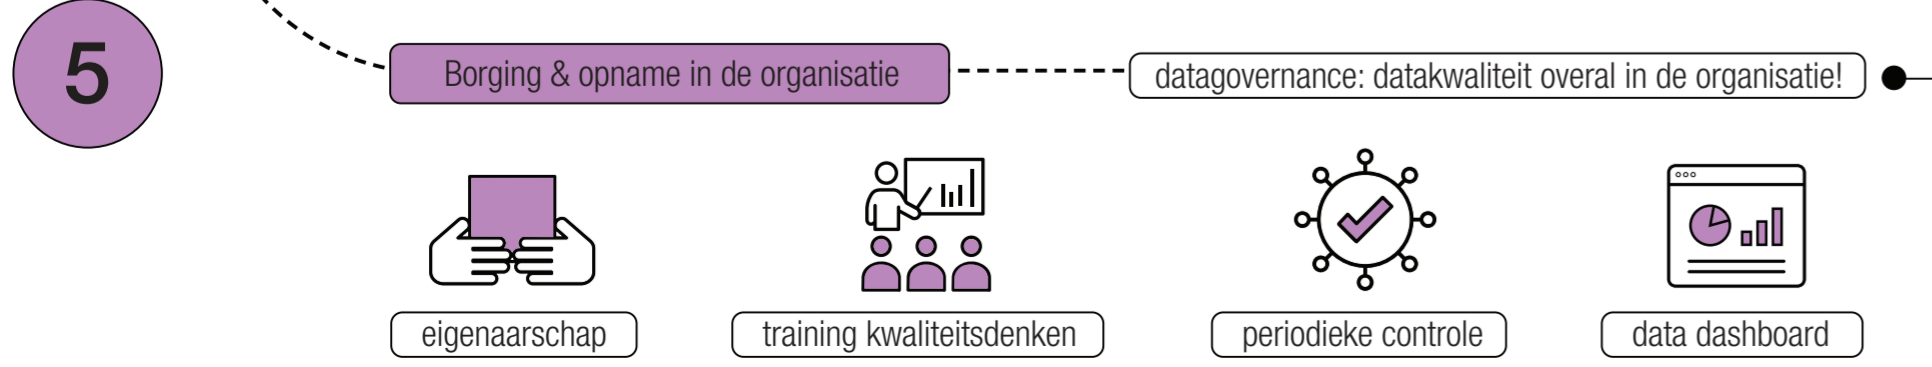 5
Borging & opname in de organisatie
datagovernance: datakwaliteit overal in de organisatie!
eigenaarschap
training kwaliteitsdenken
periodieke controle
data dashboard